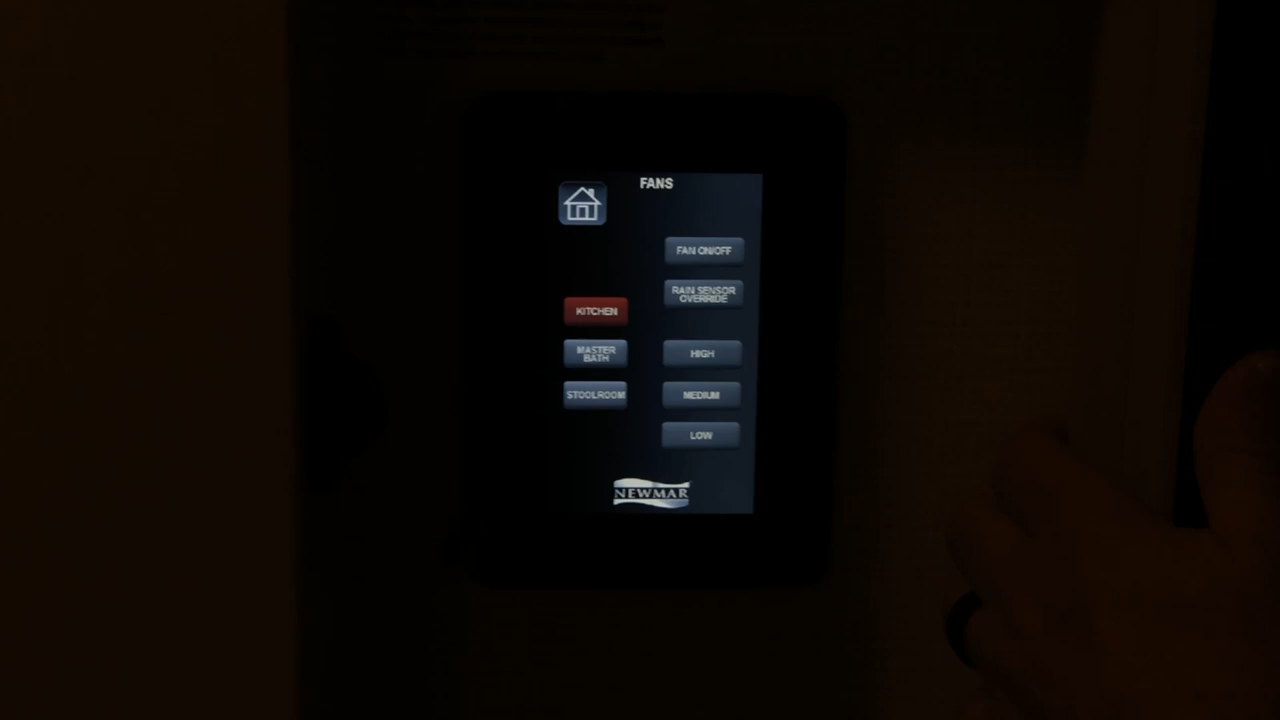 FANS
FAN ON/OFF
RAIN SENSOR
OVERRIDE
KITCHEN
MASTER
BATH
HIGH
STOOLROOM
MEDIUM
LOW
NEWMAR